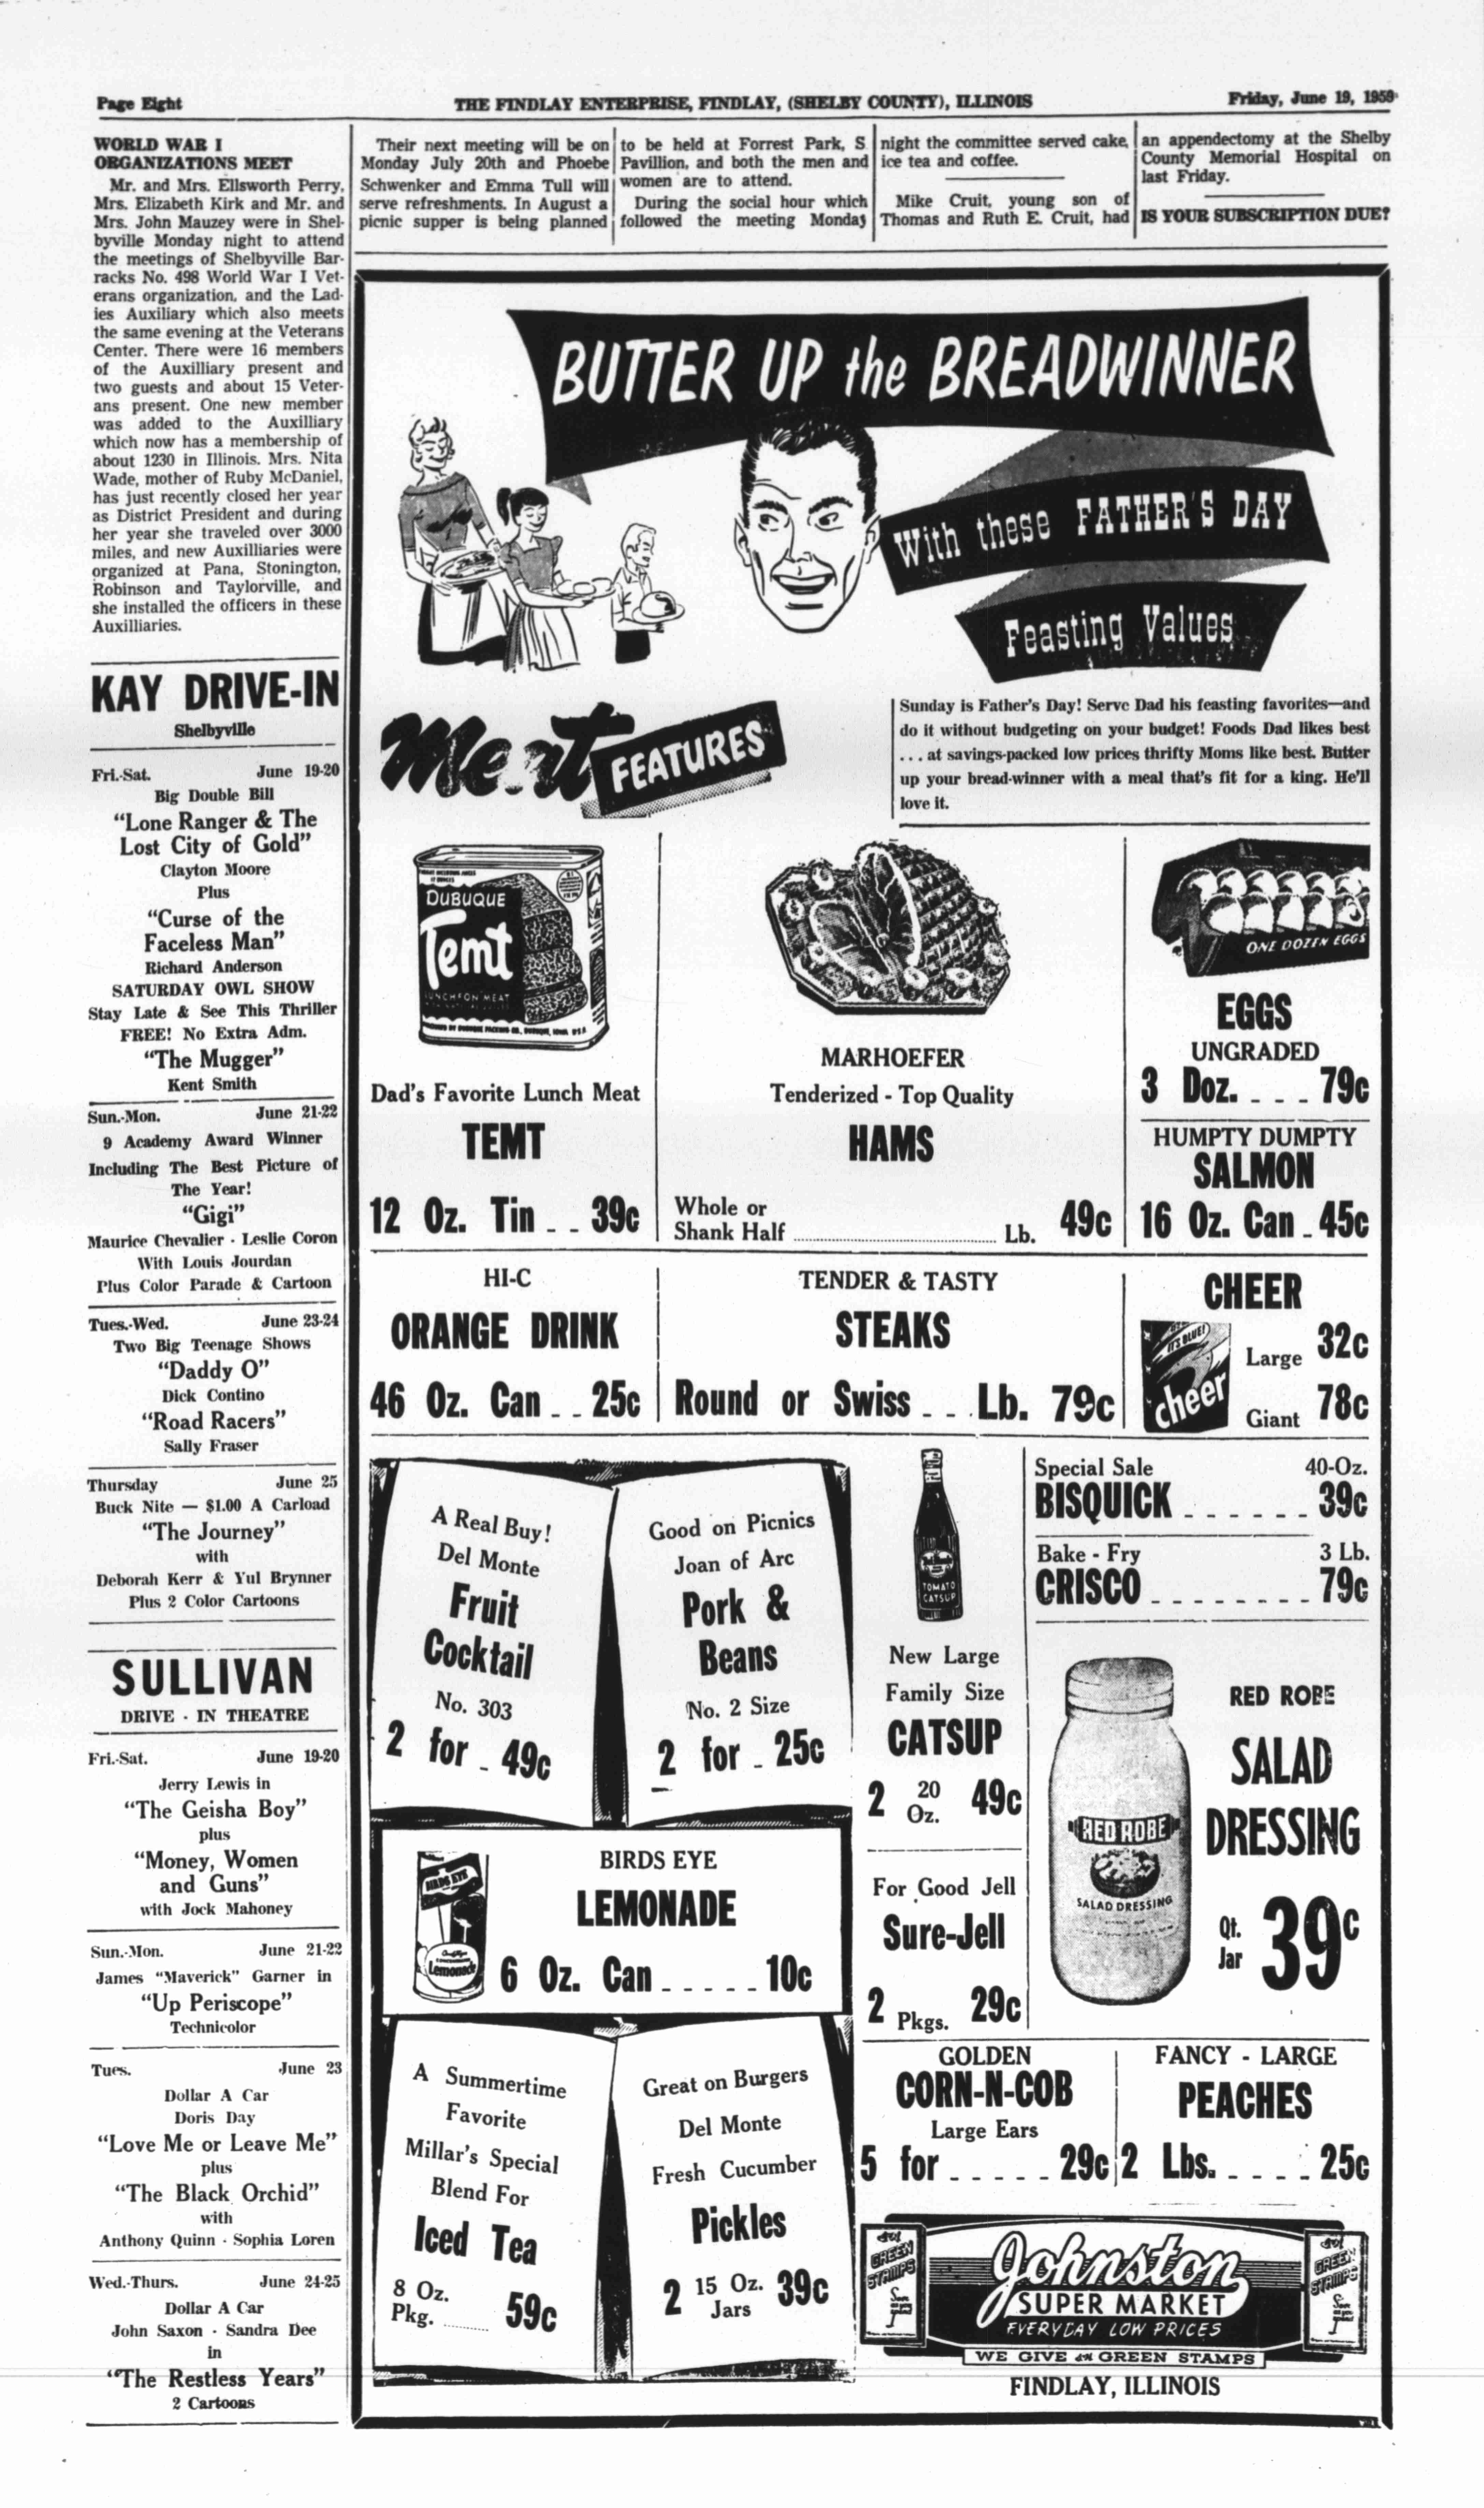 Page Eight
THE FINDLAY ENTERPRISE, FINDLAY, (SHELBY COUNTY), ILLINOIS
Friday, June 19, 1959
WORLD WAR I
ORGANIZATIONS MEET
Mr. and Mrs. Ellsworth Perry,
Mrs. Elizabeth Kirk and Mr. and
Mrs. John Mauzey were in Shel-
byville Monday night to attend
the meetings of Shelbyville Bar-
racks No. 498 World War I Vet-
erans organization, and the Lad-
ies Auxiliary which also meets
the same evening at the Veterans
Center. There were 16 members
of the Auxilliary present and
two guests and about 15 Veter-
ans present. One new member
was added to the Auxilliary
which now has a membership of
about 1230 in Illinois. Mrs. Nita
Wade, mother of Ruby McDaniel,
has just recently closed her year
as District President and during
her year she traveled over 3000
miles, and new Auxilliaries were
organized at Pana, Stonington,
Robinson and Taylorville, and
she installed the officers in these
Auxilliaries.
Their next meeting will be on
Monday July 20th and Phoebe
Schwenker and Emma Tull will
serve refreshments. In August a
picnic supper is being planned
to be held at Forrest Park, S
Pavillion, and both the men and
women are to attend.
During the social hour which
followed the meeting Monday
night the committee served cake,
ice tea and coffee.
Mike Cruit, young son of
Thomas and Ruth E. Cruit, had
an appendectomy at the Shelby
County Memorial Hospital on
last Friday.
IS YOUR SUBSCRIPTION DUE?
KAY DRIVE-IN
Shelbyville
Fri.-Sat. June 19-20
Big Double Bill
"Lone Ranger & The
Lost City of Gold"
Clayton Moore
Plus
"Curse of the
Faceless Man"
Richard Anderson
SATURDAY OWL SHOW
Stay Late & See This Thriller
FREE! No Extra Adm.
"The Mugger"
Kent Smith
Sun.-Mon. June 21-22
9 Academy Award Winner
Including The Best Picture of
The Year!
"Gigi"
Maurice Chevalier - Leslie Coron
With Louis Jourdan
Plus Color Parade & Cartoon
Tues.-Wed. June 23-24
Two Big Teenage Shows
"Daddy O"
Dick Contino
"Road Racers"
Sally Fraser
Thursday June 25
Buck Nite — $1.00 A Carload
"The Journey"
with
Deborah Kerr & Yul Brynner
Plus 2 Color Cartoons
SULLIVAN
DRIVE - IN THEATRE
Fri.-Sat. June 19-20
Jerry Lewis in
"The Geisha Boy"
plus
"Money, Women
and Guns"
with Jock Mahoney
Sun.-Mon. June 21-22
James "Maverick" Garner in
"Up Periscope"
Technicolor
Tues. June 23
Dollar A Car
Doris Day
"Love Me or Leave Me"
plus
"The Black Orchid"
with
Anthony Quinn - Sophia Loren
Wed.-Thurs. June 24-25
Dollar A Car
John Saxon - Sandra Dee
in
"The Restless Years"
2 Cartoons
BUTTER UP the BREADWINNER
With these FATHER'S DAY
Feasting Values
Meat FEATURES
Sunday is Father's Day! Serve Dad his feasting favorites—and
do it without budgeting on your budget! Foods Dad likes best
... at savings-packed low prices thrifty Moms like best. Butter
up your bread-winner with a meal that's fit for a king. He'll
love it.
DUBUQUE
Temt
LUNCHEON MEAT
Dad's Favorite Lunch Meat
TEMT
12 Oz. Tin _ _ 39c
MARHOEFER
Tenderized - Top Quality
HAMS
Whole or
Shank Half ........ Lb. 49c
ONE DOZEN EGGS
EGGS
UNGRADED
3 Doz. _ _ _ 79c
HUMPTY DUMPTY
SALMON
16 Oz. Can _ 45c
HI-C
ORANGE DRINK
46 Oz. Can _ _ 25c
TENDER & TASTY
STEAKS
Round or Swiss _ _ . Lb. 79c
CHEER
IT'S BLUE!
cheer
Large 32c
Giant 78c
A Real Buy!
Del Monte
Fruit
Cocktail
No. 303
2 for _ 49c
Good on Picnics
Joan of Arc
Pork &
Beans
No. 2 Size
2 for _ 25c
TOMATO
CATSUP
New Large
Family Size
CATSUP
2 20 Oz. 49c
For Good Jell
Sure-Jell
2 Pkgs. 29c
Special Sale 40-Oz.
BISQUICK _ _ _ _ _ _ 39c
Bake - Fry 3 Lb.
CRISCO _ _ _ _ _ _ _ _ 79c
RED ROBE
SALAD DRESSING
RED ROBE
SALAD
DRESSING
Qt.
Jar 39c
BIRDS EYE
Lemonade
BIRDS EYE
LEMONADE
6 Oz. Can _ _ _ _ _ 10c
A Summertime
Favorite
Millar's Special
Blend For
Iced Tea
8 Oz.
Pkg. ........ 59c
Great on Burgers
Del Monte
Fresh Cucumber
Pickles
2 15 Oz. Jars 39c
GOLDEN
CORN-N-COB
Large Ears
5 for _ _ _ _ _ 29c
FANCY - LARGE
PEACHES
2 Lbs. _ _ _ _ 25c
S&H
GREEN
STAMPS
Johnston
SUPER MARKET
EVERYDAY LOW PRICES
WE GIVE S&H GREEN STAMPS
S&H
GREEN
STAMPS
FINDLAY, ILLINOIS